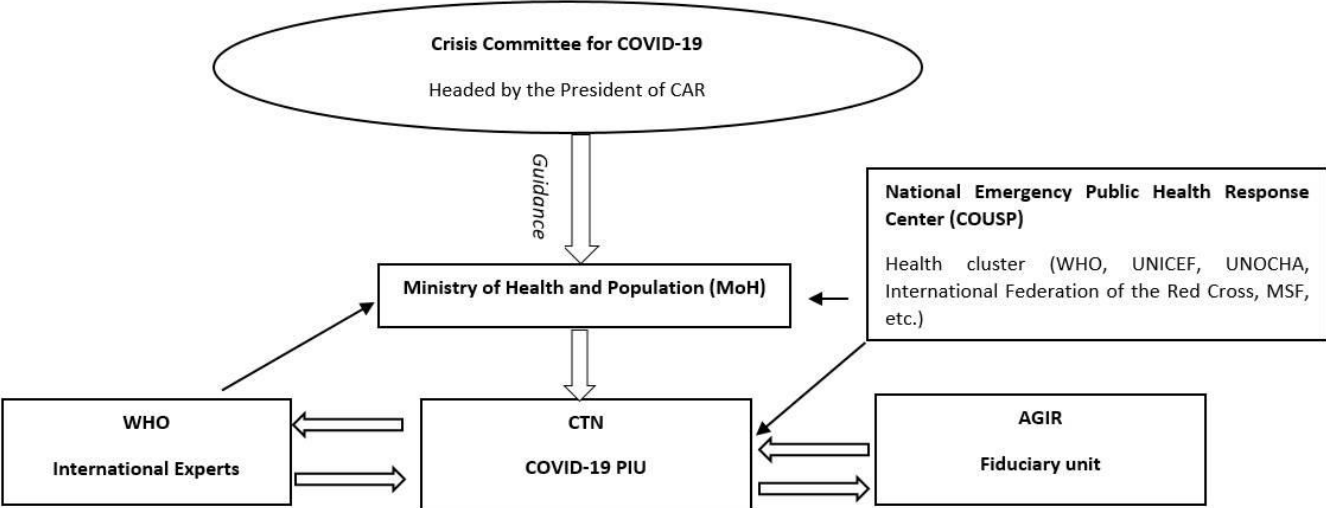 Crisis Committee for COVID-19
Headed by the President of CAR
Guidance
National Emergency Public Health Response
Center (COUSP)
Health cluster (WHO, UNICEF, UNOCHA,
International Federation of the Red Cross, MSF,
etc.)
Ministry of Health and Population (MoH)
WHO
International Experts
CTN
COVID-19 PIU
AGIR
Fiduciary unit